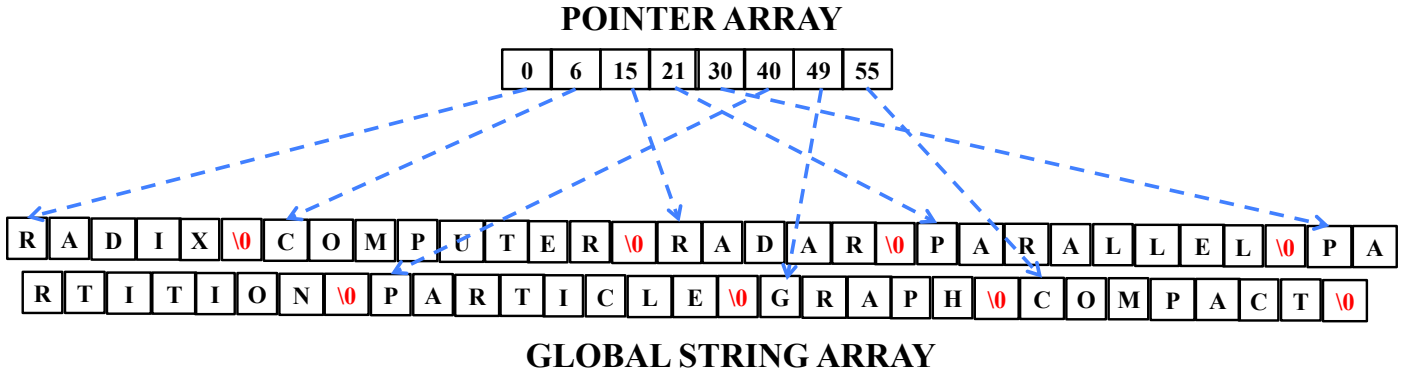 POINTER ARRAY
0 6 15 21 30 40 49 55
R A D I X \0 C O M P U T E R \0 R A D A R \0 P A R A L L E L \0 P A
R T I T I O N \0 P A R T I C L E \0 G R A P H \0 C O M P A C T \0
GLOBAL STRING ARRAY